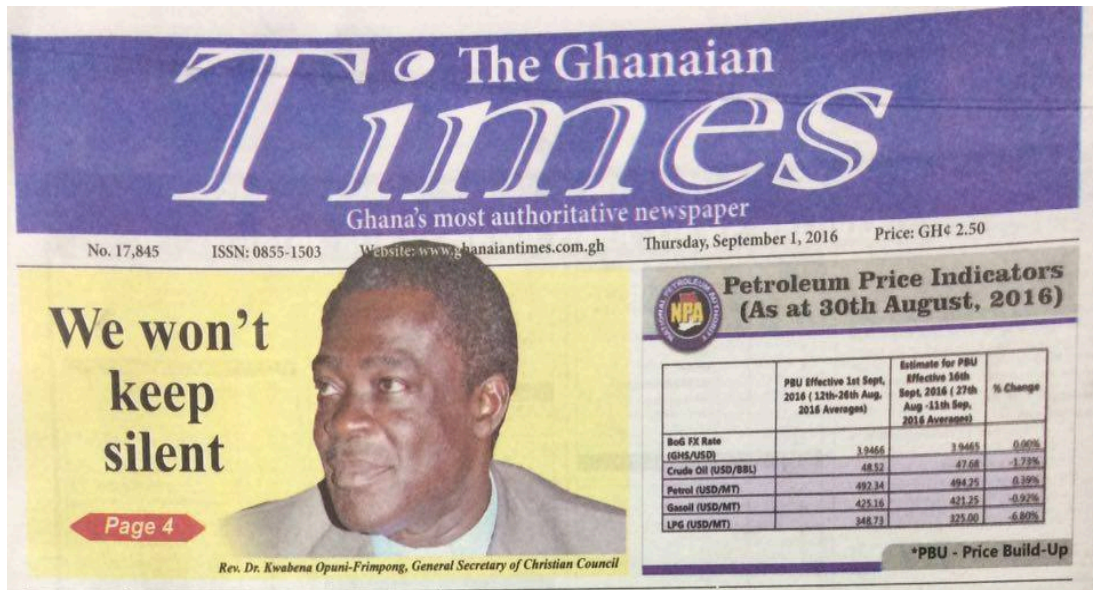 The Ghanaian
Times
Ghana's most authoritative newspaper
No. 17,845 ISSN: 0855-1503 Website: www.ghanaiantimes.com.gh Thursday, September 1, 2016 Price: GH¢ 2.50
We won't
keep
silent
Page 4
Rev. Dr. Kwabena Opuni-Frimpong, General Secretary of Christian Council
NATIONAL PETROLEUM AUTHORITY
NPA
Petroleum Price Indicators
(As at 30th August, 2016)
PBU Effective 1st Sept,
2016 ( 12th-26th Aug,
2016 Averages)
Estimate for PBU
Effective 16th
Sept, 2016 ( 27th
Aug -11th Sep,
2016 Averages)
% Change
BoG FX Rate
(GHS/USD) 3.9466 3.9465 0.00%
Crude Oil (USD/BBL) 48.52 47.68 -1.73%
Petrol (USD/MT) 492.34 494.25 0.39%
Gasoil (USD/MT) 425.16 421.25 -0.92%
LPG (USD/MT) 348.73 325.00 -6.80%
*PBU - Price Build-Up